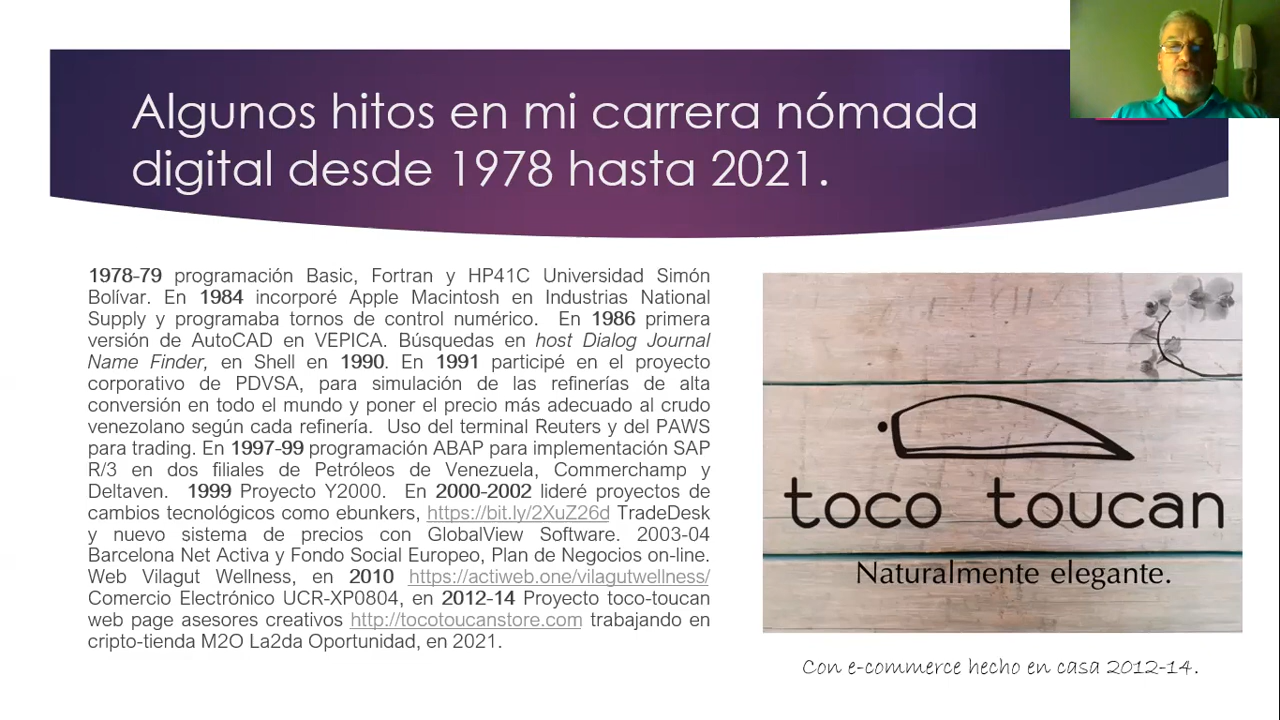 Algunos hitos en mi carrera nómada
digital desde 1978 hasta 2021.
1978-79 programación Basic, Fortran y HP41C Universidad Simón
Bolívar. En 1984 incorporé Apple Macintosh en Industrias National
Supply y programaba tornos de control numérico. En 1986 primera
versión de AutoCAD en VEPICA. Búsquedas en host Dialog Journal
Name Finder, en Shell en 1990. En 1991 participé en el proyecto
corporativo de PDVSA, para simulación de las refinerías de alta
conversión en todo el mundo y poner el precio más adecuado al crudo
venezolano según cada refinería. Uso del terminal Reuters y del PAWS
para trading. En 1997-99 programación ABAP para implementación SAP
R/3 en dos filiales de Petróleos de Venezuela, Commerchamp y
Deltaven. 1999 Proyecto Y2000. En 2000-2002 lideré proyectos de
cambios tecnológicos como ebunkers, https://bit.ly/2XuZ26d TradeDesk
y nuevo sistema de precios con GlobalView Software. 2003-04
Barcelona Net Activa y Fondo Social Europeo, Plan de Negocios on-line.
Web Vilagut Wellness, en 2010 https://actiweb.one/vilagutwellness/
Comercio Electrónico UCR-XP0804, en 2012-14 Proyecto toco-toucan
web page asesores creativos http://tocotoucanstore.com trabajando en
cripto-tienda M2O La2da Oportunidad, en 2021.
toco toucan
Naturalmente elegante.
Con e-commerce hecho en casa 2012-14.